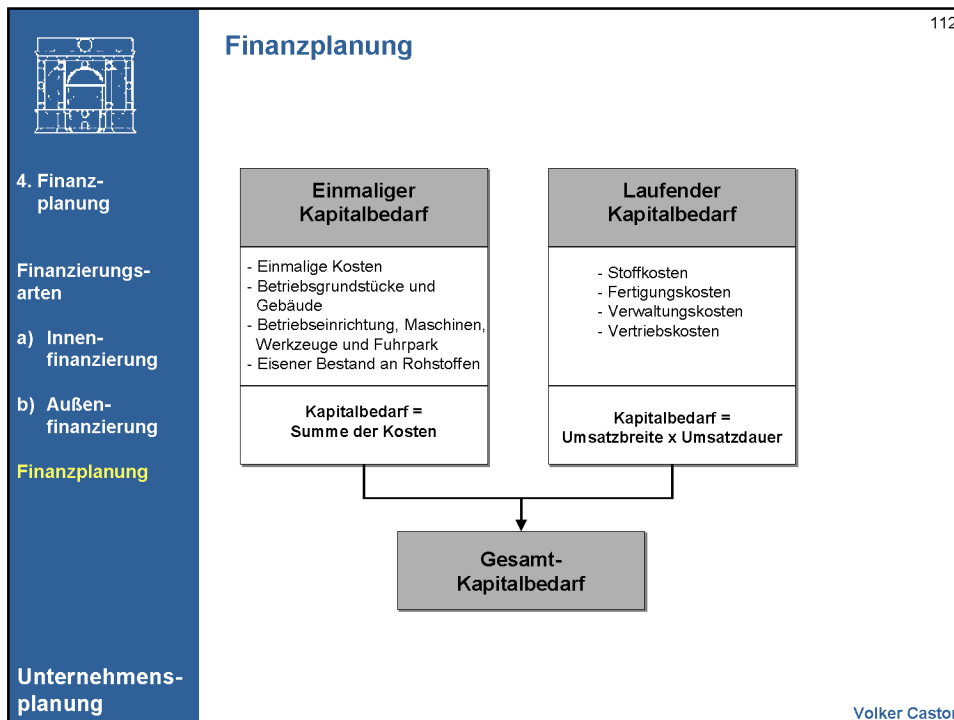 112
Finanzplanung
4. Finanz-
planung
Finanzierungs-
arten
a) Innen-
finanzierung
b) Außen-
finanzierung
Finanzplanung
Unternehmens-
planung
Einmaliger
Kapitalbedarf
- Einmalige Kosten
- Betriebsgrundstücke und
Gebäude
- Betriebseinrichtung, Maschinen,
Werkzeuge und Fuhrpark
- Eisener Bestand an Rohstoffen
Kapitalbedarf =
Summe der Kosten
Laufender
Kapitalbedarf
- Stoffkosten
- Fertigungskosten
- Verwaltungskosten
- Vertriebskosten
Kapitalbedarf =
Umsatzbreite x Umsatzdauer
Gesamt-
Kapitalbedarf
Volker Castor